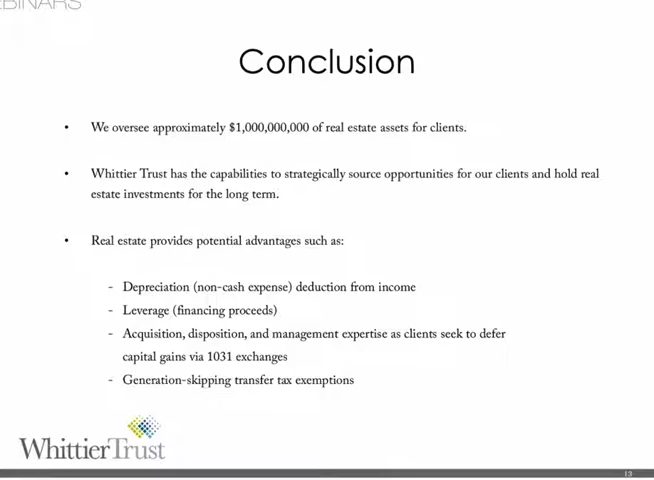 Conclusion
• We oversee approximately $1,000,000,000 of real estate assets for clients.
• Whittier Trust has the capabilities to strategically source opportunities for our clients and hold real
estate investments for the long term.
• Real estate provides potential advantages such as:
- Depreciation (non-cash expense) deduction from income
- Leverage (financing proceeds)
- Acquisition, disposition, and management expertise as clients seek to defer
capital gains via 1031 exchanges
- Generation-skipping transfer tax exemptions
WhittierTrust